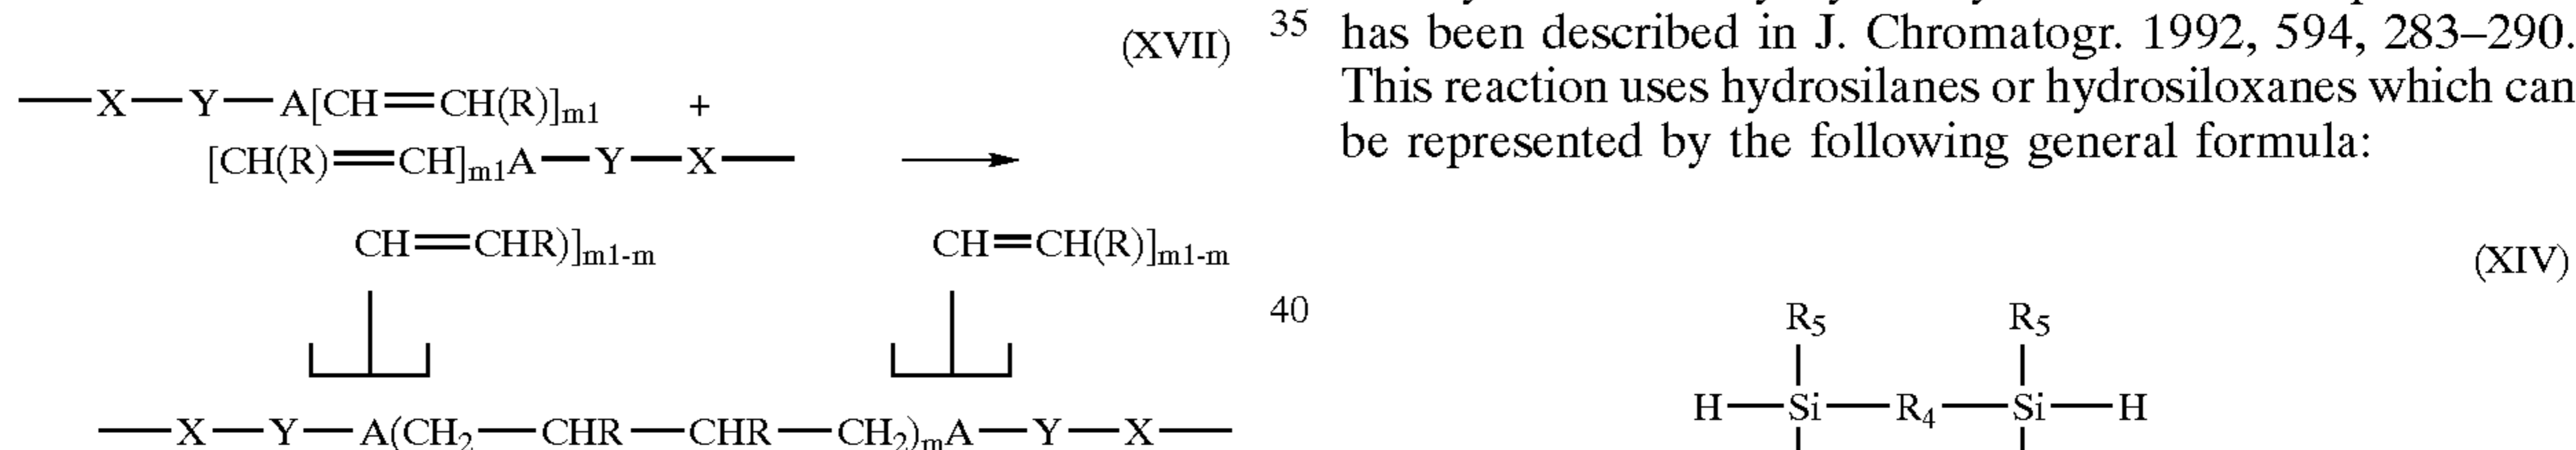 (XVII)
—X—Y—A[CH=CH(R)]m1 +
[CH(R)=CH]m1A—Y—X— →
CH=CHR)]m1-m CH=CH(R)]m1-m
—X—Y—A(CH2—CHR—CHR—CH2)mA—Y—X—
35 has been described in J. Chromatogr. 1992, 594, 283–290.
This reaction uses hydrosilanes or hydrosiloxanes which can
be represented by the following general formula:
(XIV)
40
R5 R5
H—Si—R4—Si—H